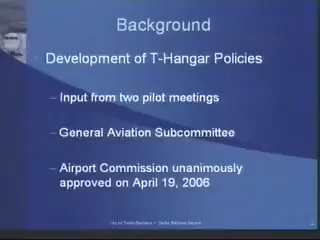 Background
Development of T-Hangar Policies
– Input from two pilot meetings
– General Aviation Subcommittee
– Airport Commission unanimously
approved on April 19, 2006